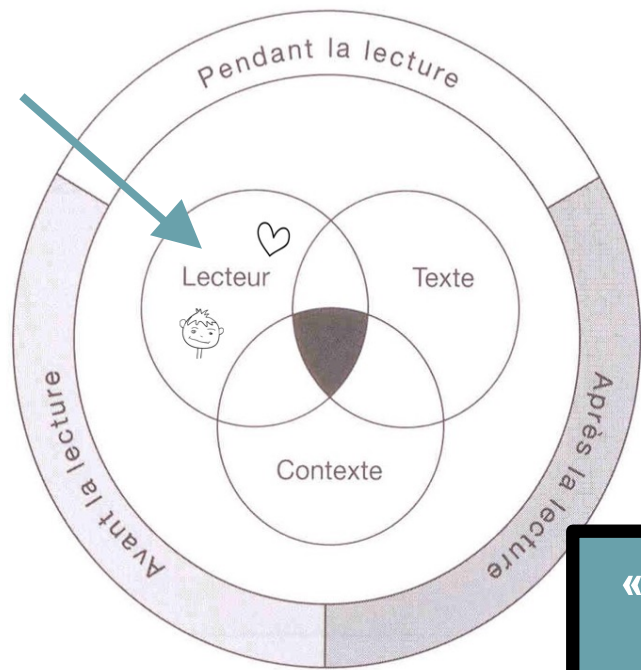 Pendant la lecture
Lecteur
Texte
Contexte
Avant la lecture
Après la lecture
«